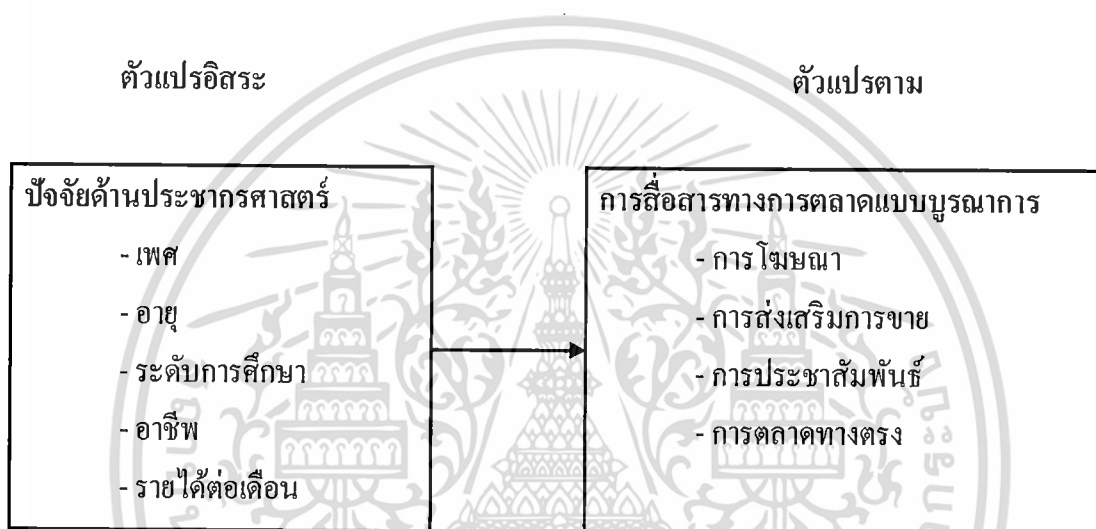 ตัวแปรอิสระ
ตัวแปรตาม
ปัจจัยด้านประชากรศาสตร์
- เพศ
- อายุ
- ระดับการศึกษา
- อาชีพ
- รายได้ต่อเดือน
การสื่อสารทางการตลาดแบบบูรณาการ
- การโฆษณา
- การส่งเสริมการขาย
- การประชาสัมพันธ์
- การตลาดทางตรง